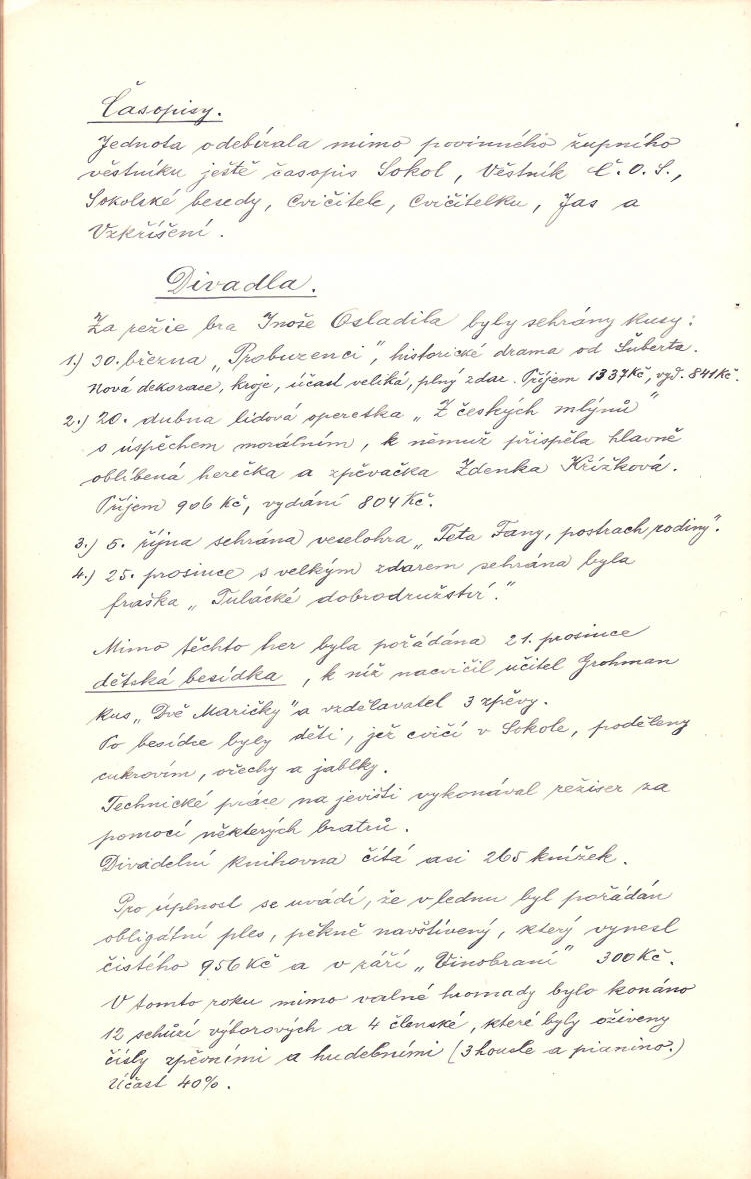 Časopisy.
Jednota odebírala mimo povinného župního
věstníku ještě časopis Sokol, Věstník Č.O.S.,
Sokolské besedy, Cvičitele, Cvičitelku, Jas a
Vzkříšení.
Divadla.
Za režie bra Inoše Osladila byly sehrány kusy:
1.) 30. března „Probuzenci", historické drama od Šuberta.
Nová dekorace, kroje, účast veliká, plný zdar. Příjem 1337Kč, vyd. 841Kč.
2.) 20. dubna lidová operetka „Z českých mlýnů"
s úspěchem morálním, k němuž přispěla hlavně
oblíbená herečka a zpěvačka Zdenka Křížková.
Příjem 906 Kč, vydání 804 Kč.
3.) 5. října sehrána veselohra „Teta Fany, postrach rodiny".
4.) 25. prosince s velkým zdarem sehrána byla
fraška „Tulácké dobrodružství."
Mimo těchto her byla pořádána 21. prosince
dětská besídka, k níž nacvičil učitel Grohman
kus „Dvě Maričky" a vzdělavatel 3 zpěvy.
Po besídce byly děti, jež cvičí v Sokole, poděleny
cukrovím, ořechy a jablky.
Technické práce na jevišti vykonával režiser za
pomoci některých bratrů.
Divadelní knihovna čítá asi 265 knížek.
Pro úplnost se uvádí, že v lednu byl pořádán
obligátní ples, pěkně navštívený, který vynesl
čistého 956 Kč a v září „Vinobraní" 300 Kč.
V tomto roku mimo valné hromady bylo konáno
12 schůzí výborových a 4 členské, které byly oživeny
čísly zpěvními a hudebními (3 housle a pianino.)
Účast 40%.